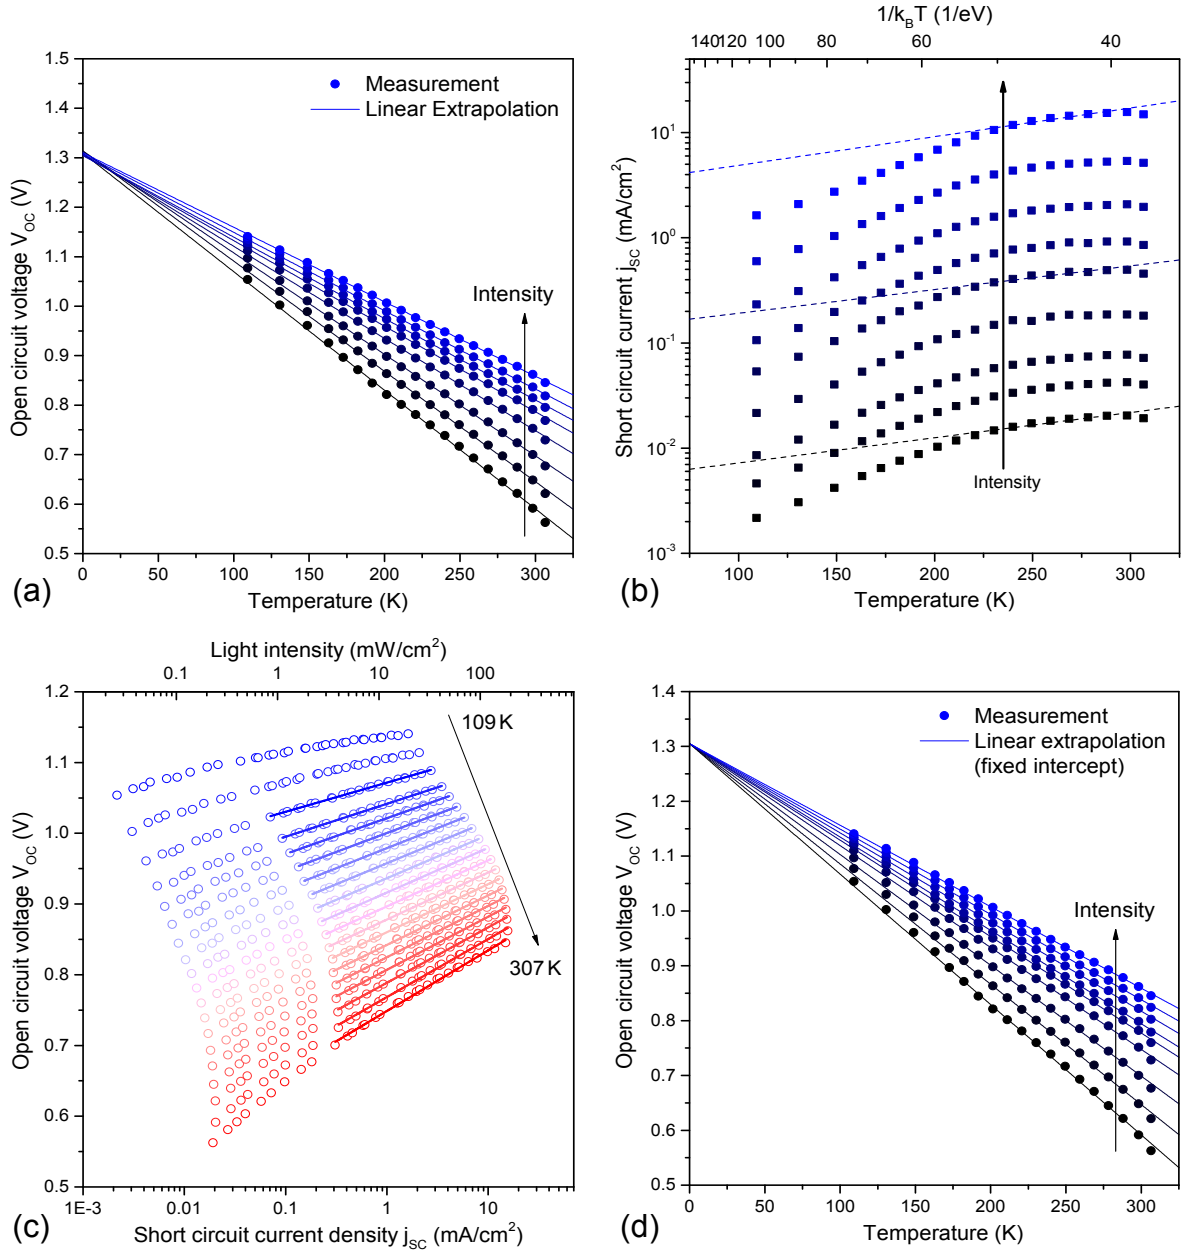 1.5
1.4
1.3
1.2
1.1
1.0
0.9
0.8
0.7
0.6
0.5
Open circuit voltage V_OC (V)
Measurement
Linear Extrapolation
Intensity
0 50 100 150 200 250 300
Temperature (K)
(a)
1/k_BT (1/eV)
140 120 100 80 60 40
10^1
10^0
10^-1
10^-2
10^-3
Short circuit current j_SC (mA/cm^2)
Intensity
100 150 200 250 300
Temperature (K)
(b)
Light intensity (mW/cm^2)
0.1 1 10 100
1.2
1.1
1.0
0.9
0.8
0.7
0.6
0.5
Open circuit voltage V_OC (V)
109 K
307 K
1E-3 0.01 0.1 1 10
Short circuit current density j_SC (mA/cm^2)
(c)
1.4
1.3
1.2
1.1
1.0
0.9
0.8
0.7
0.6
0.5
Open circuit voltage V_OC (V)
Measurement
Linear extrapolation
(fixed intercept)
Intensity
0 50 100 150 200 250 300
Temperature (K)
(d)